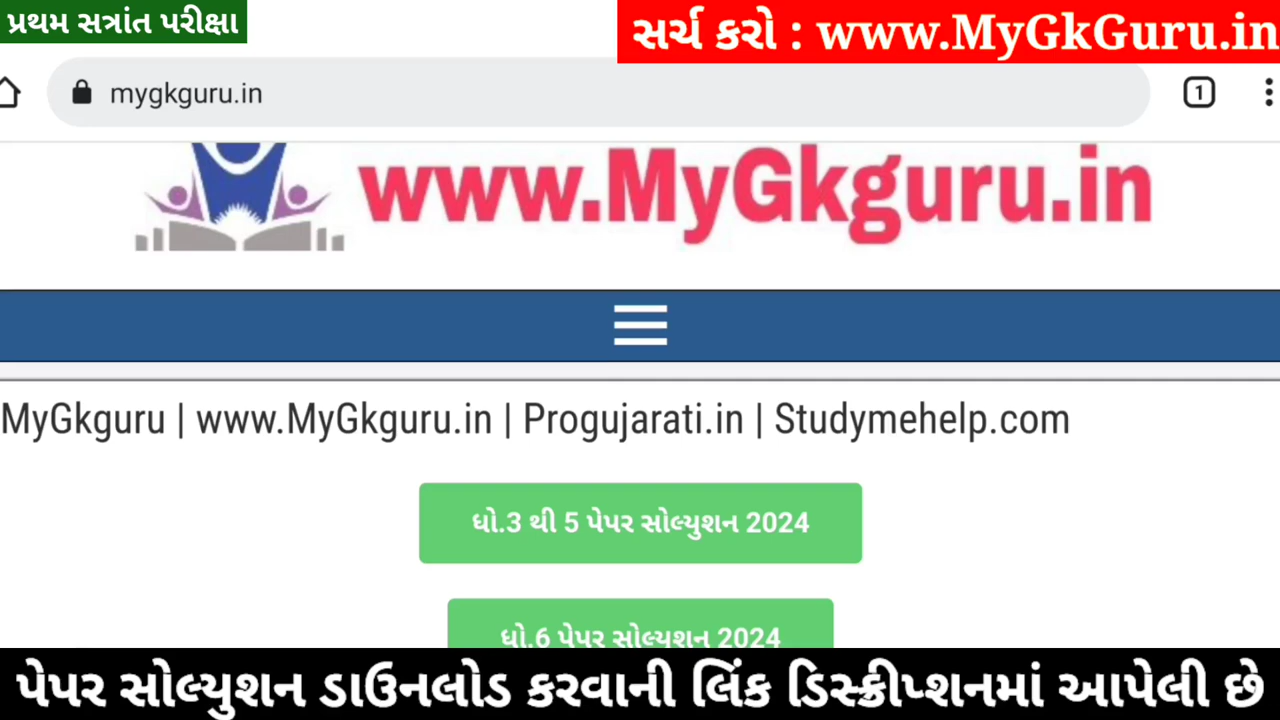 પ્રથમ સત્રાંત પરીક્ષા
સર્ચ કરો : www.MyGkGuru.in
mygkguru.in
1
www.MyGkguru.in
MyGkguru | www.MyGkguru.in | Progujarati.in | Studymehelp.com
ધો.3 થી 5 પેપર સોલ્યુશન 2024
ધો.6 પેપર સોલ્યુશન 2024
પેપર સોલ્યુશન ડાઉનલોડ કરવાની લિંક ડિસ્ક્રીપ્શનમાં આપેલી છે